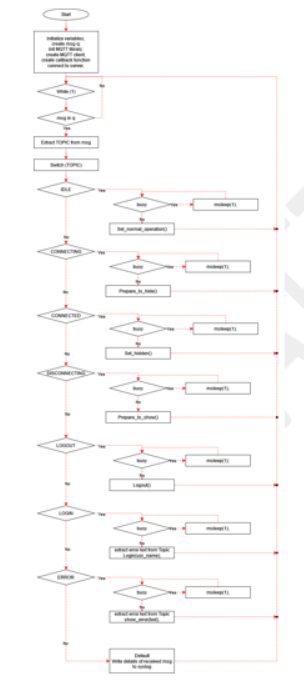 Start
Initialize variables;
create msg q
init MQTT library;
create MQTT client;
create callback function
connect to owner.
While (1)
No
msg in q
Yes
Extract TOPIC from msg
Switch (TOPIC)
IDLE
Yes
busy
Yes
msleep(1).
No
Set_normal_operation()
No
CONNECTING
Yes
busy
Yes
msleep(1).
No
Prepare_to_hide()
No
CONNECTED
Yes
busy
Yes
msleep(1).
No
Set_hidden()
No
DISCONNECTING
Yes
busy
Yes
msleep(1).
No
Prepare_to_show()
No
LOGOUT
Yes
busy
Yes
msleep(1).
No
Logout()
No
LOGIN
Yes
busy
Yes
msleep(1).
No
extract error text from Topic
Login(usr_name).
No
ERROR
Yes
busy
Yes
msleep(1).
No
extract error text from Topic
show_error(text).
No
Default
Write details of received msg
to syslog